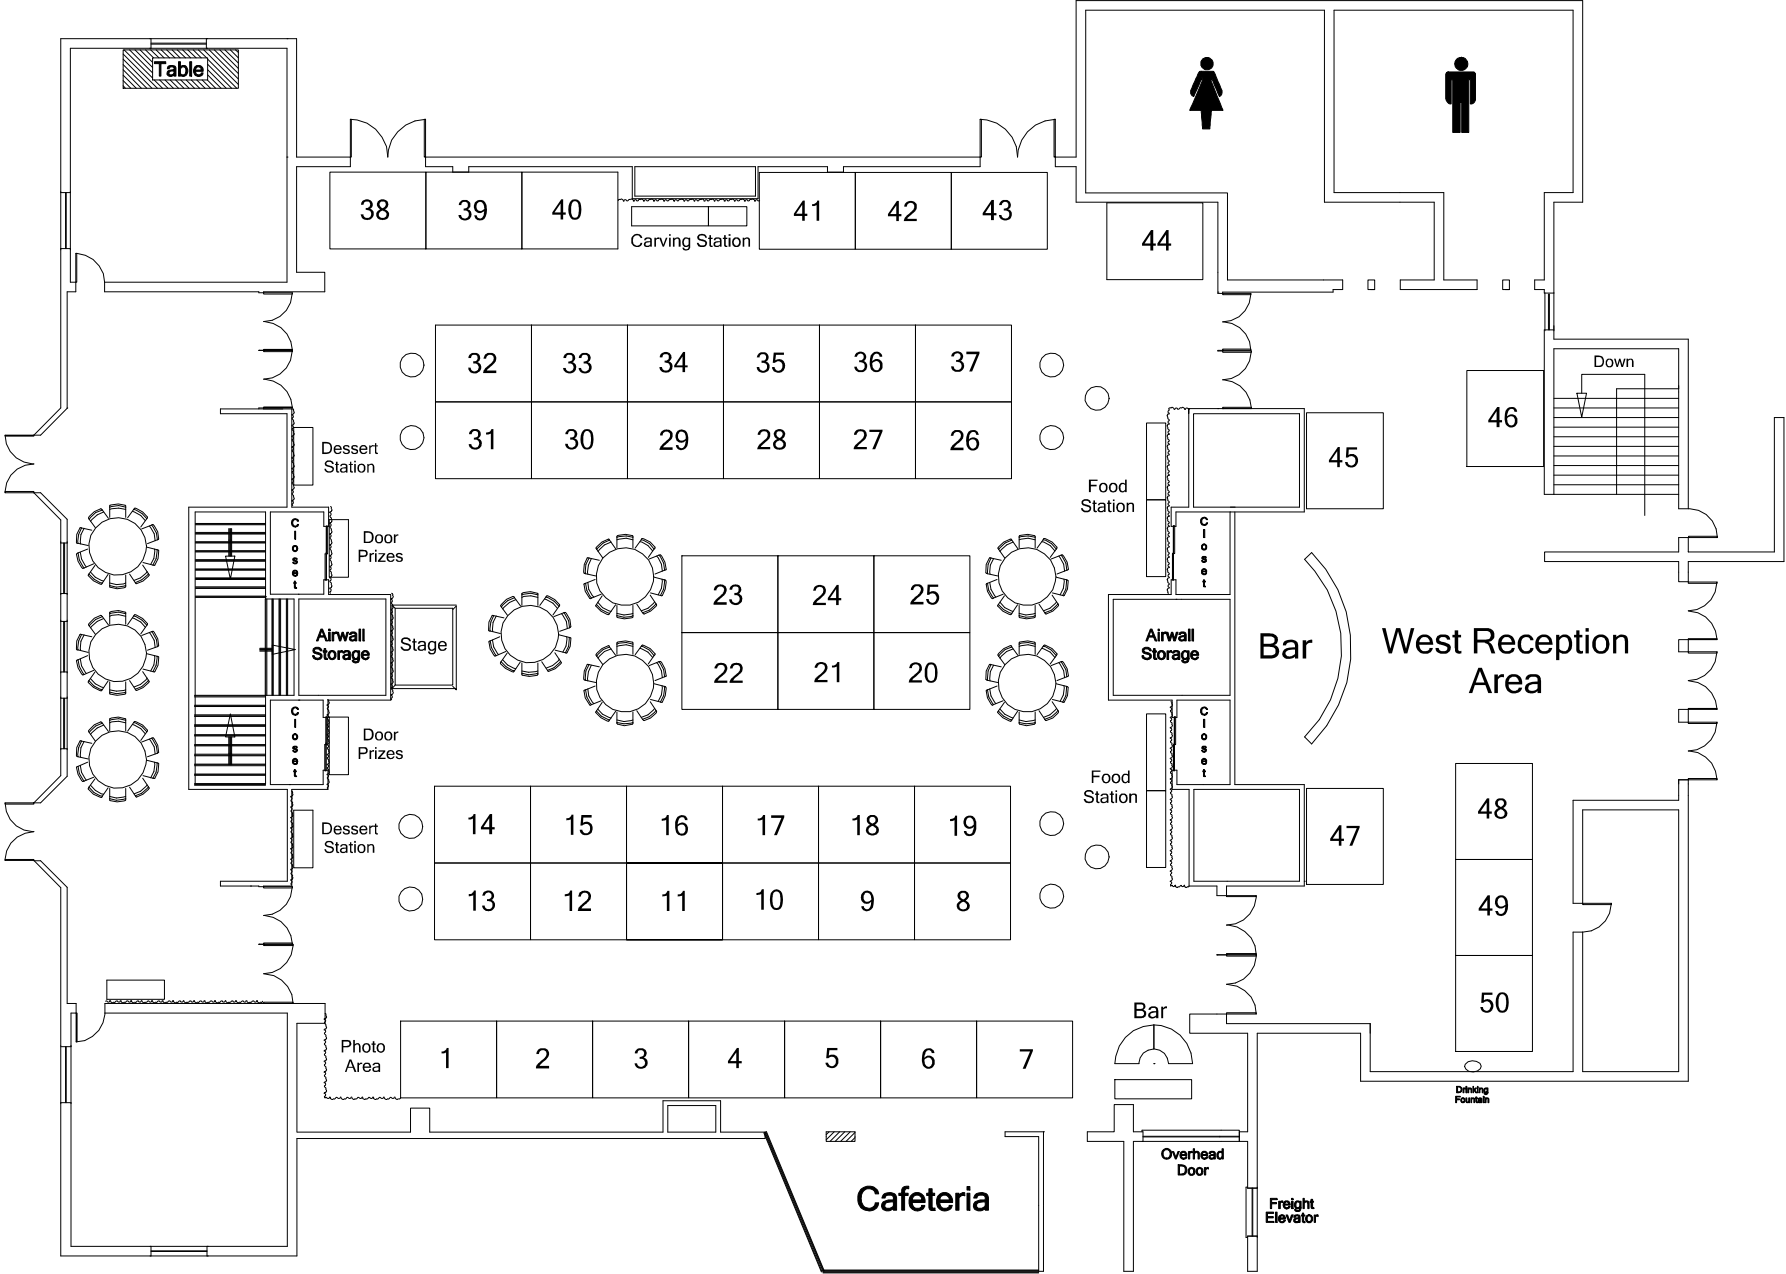 Table
38 39 40
41 42 43
Carving Station
44
Down
32 33 34 35 36 37
31 30 29 28 27 26
Dessert
Station
46
45
Food
Station
Closet
Door
Prizes
Closet
23 24 25
22 21 20
Airwall
Storage
Stage
Airwall
Storage
Bar
West Reception
Area
Closet
Door
Prizes
Closet
Food
Station
14 15 16 17 18 19
13 12 11 10 9 8
Dessert
Station
47
48
49
50
Bar
Photo
Area
1 2 3 4 5 6 7
Drinking
Fountain
Overhead
Door
Cafeteria
Freight
Elevator